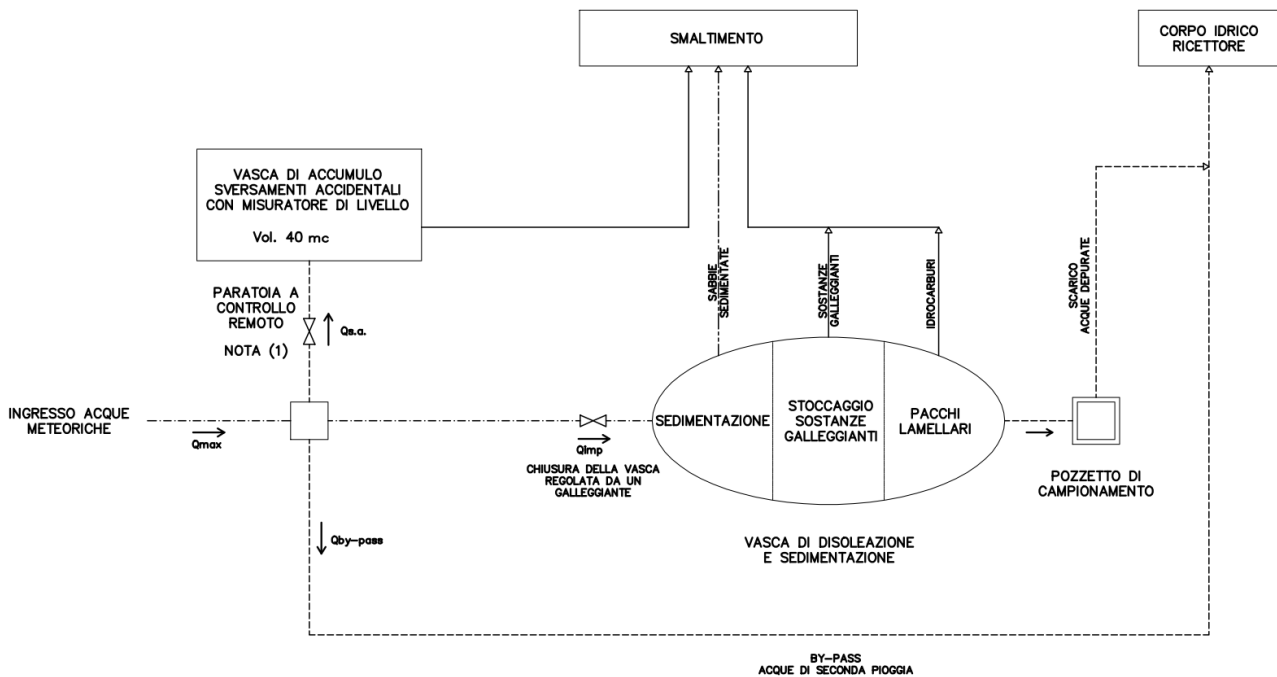 SMALTIMENTO
CORPO IDRICO
RICETTORE
VASCA DI ACCUMULO
SVERSAMENTI ACCIDENTALI
CON MISURATORE DI LIVELLO
Vol. 40 mc
PARATOIA A
CONTROLLO
REMOTO
NOTA (1)
Qs.a.
SABBIE
SEDIMENTATE
SOSTANZE
GALLEGGIANTI
IDROCARBURI
SCARICO
ACQUE DEPURATE
INGRESSO ACQUE
METEORICHE
Qmax
Qimp
CHIUSURA DELLA VASCA
REGOLATA DA UN
GALLEGGIANTE
SEDIMENTAZIONE
STOCCAGGIO
SOSTANZE
GALLEGGIANTI
PACCHI
LAMELLARI
POZZETTO DI
CAMPIONAMENTO
Qby-pass
VASCA DI DISOLEAZIONE
E SEDIMENTAZIONE
BY-PASS
ACQUE DI SECONDA PIOGGIA